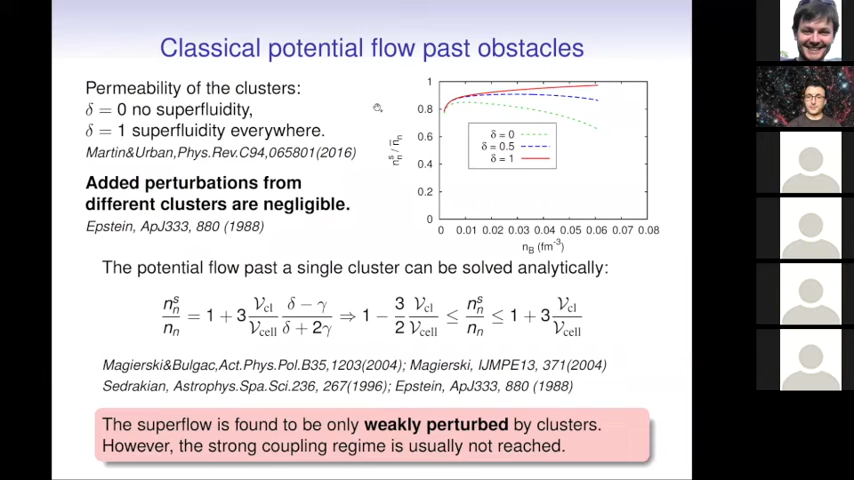 Classical potential flow past obstacles
Permeability of the clusters:
δ = 0 no superfluidity,
δ = 1 superfluidity everywhere.
Martin&Urban,Phys.Rev.C94,065801(2016)
Added perturbations from
different clusters are negligible.
Epstein, ApJ333, 880 (1988)
1
0.8
0.6
0.4
0.2
0
n_n^s / n̄_n
δ = 0
δ = 0.5
δ = 1
0 0.01 0.02 0.03 0.04 0.05 0.06 0.07 0.08
n_B (fm^-3)
The potential flow past a single cluster can be solved analytically:
n_n^s / n_n = 1 + 3 𝒱_cl / 𝒱_cell (δ − γ) / (δ + 2γ) ⇒ 1 − 3/2 𝒱_cl / 𝒱_cell ≤ n_n^s / n_n ≤ 1 + 3 𝒱_cl / 𝒱_cell
Magierski&Bulgac,Act.Phys.Pol.B35,1203(2004); Magierski, IJMPE13, 371(2004)
Sedrakian, Astrophys.Spa.Sci.236, 267(1996); Epstein, ApJ333, 880 (1988)
The superflow is found to be only weakly perturbed by clusters.
However, the strong coupling regime is usually not reached.